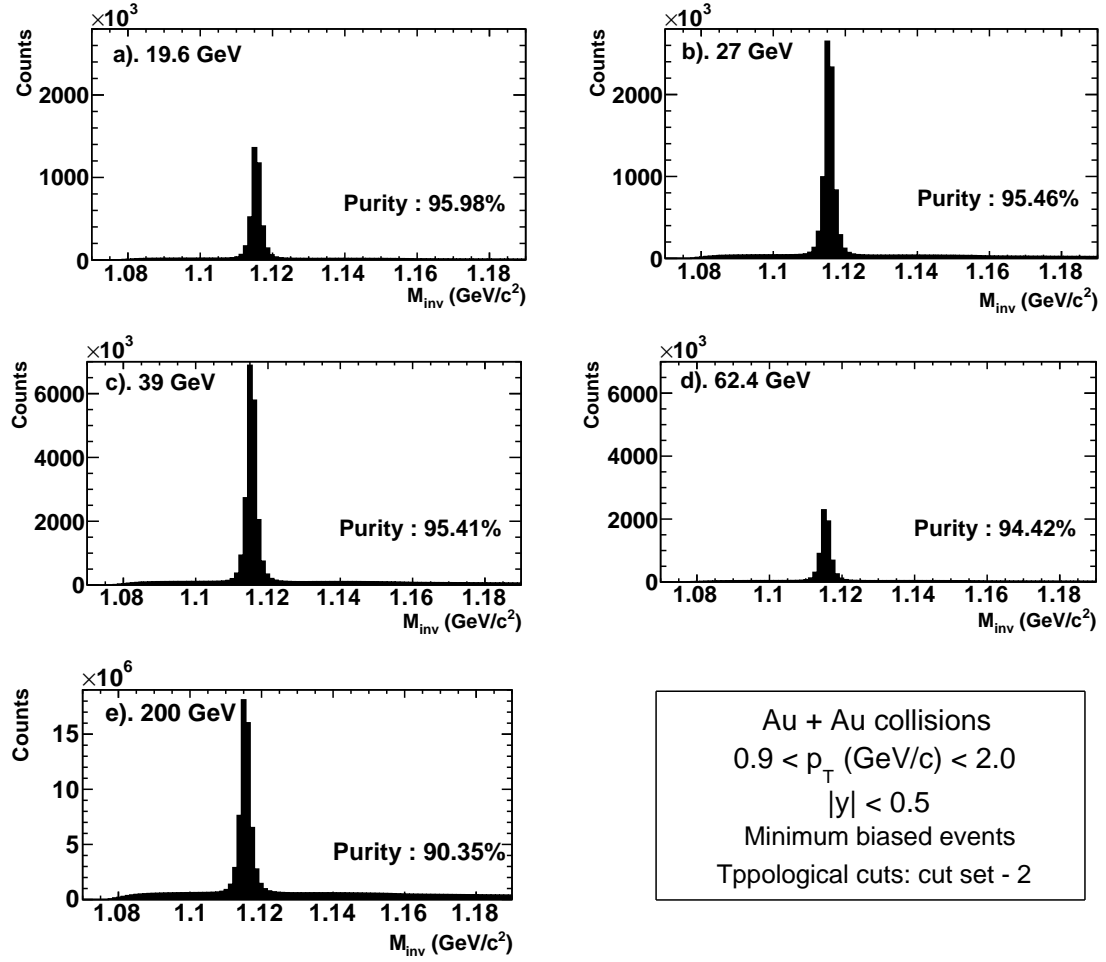 ×10³
Counts
a). 19.6 GeV
2000
1000
0
Purity : 95.98%
1.08 1.1 1.12 1.14 1.16 1.18
M_inv (GeV/c²)
×10³
Counts
b). 27 GeV
2000
1000
0
Purity : 95.46%
1.08 1.1 1.12 1.14 1.16 1.18
M_inv (GeV/c²)
×10³
Counts
c). 39 GeV
6000
4000
2000
0
Purity : 95.41%
1.08 1.1 1.12 1.14 1.16 1.18
M_inv (GeV/c²)
×10³
Counts
d). 62.4 GeV
6000
4000
2000
0
Purity : 94.42%
1.08 1.1 1.12 1.14 1.16 1.18
M_inv (GeV/c²)
×10⁶
Counts
e). 200 GeV
15
10
5
0
Purity : 90.35%
1.08 1.1 1.12 1.14 1.16 1.18
M_inv (GeV/c²)
Au + Au collisions
0.9 < p_T (GeV/c) < 2.0
|y| < 0.5
Minimum biased events
Tppological cuts: cut set - 2